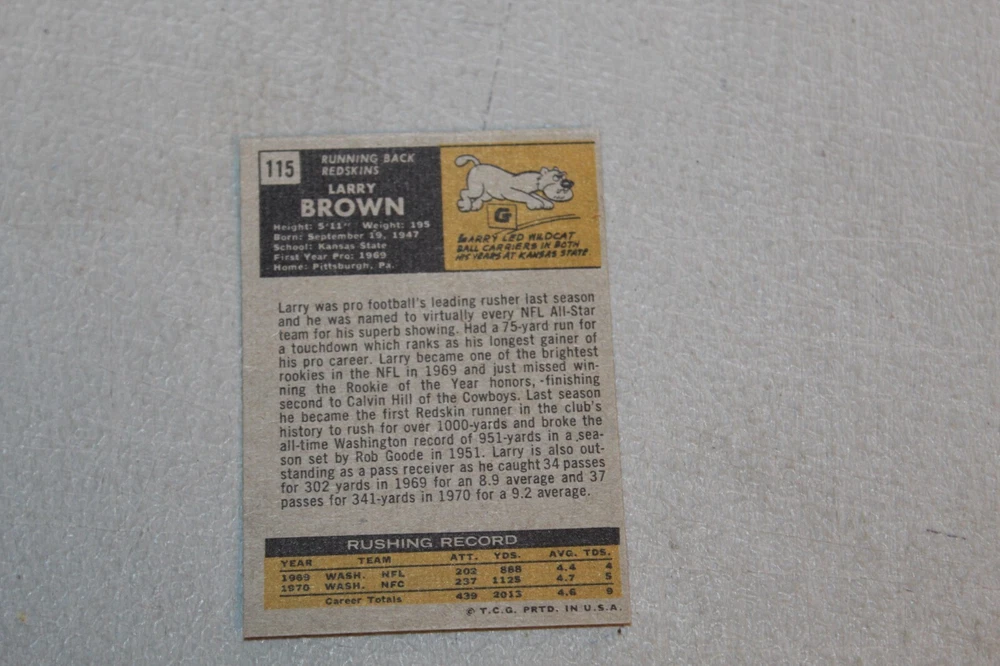 115
RUNNING BACK
REDSKINS
LARRY
BROWN
Height: 5'11" Weight: 195
Born: September 19, 1947
School: Kansas State
First Year Pro: 1969
Home: Pittsburgh, Pa.
G
LARRY LED WILDCAT
BALL CARRIERS IN BOTH
HIS YEARS AT KANSAS STATE.
Larry was pro football's leading rusher last season
and he was named to virtually every NFL All-Star
team for his superb showing. Had a 75-yard run for
a touchdown which ranks as his longest gainer of
his pro career. Larry became one of the brightest
rookies in the NFL in 1969 and just missed win-
ning the Rookie of the Year honors, -finishing
second to Calvin Hill of the Cowboys. Last season
he became the first Redskin runner in the club's
history to rush for over 1000-yards and broke the
all-time Washington record of 951-yards in a sea-
son set by Rob Goode in 1951. Larry is also out-
standing as a pass receiver as he caught 34 passes
for 302 yards in 1969 for an 8.9 average and 37
passes for 341-yards in 1970 for a 9.2 average.
RUSHING RECORD
YEAR TEAM ATT. YDS. AVG. TDS.
1969 WASH. NFL 202 888 4.4 4
1970 WASH. NFC 237 1125 4.7 5
Career Totals 439 2013 4.6 9
© T.C.G. PRTD. IN U.S.A.